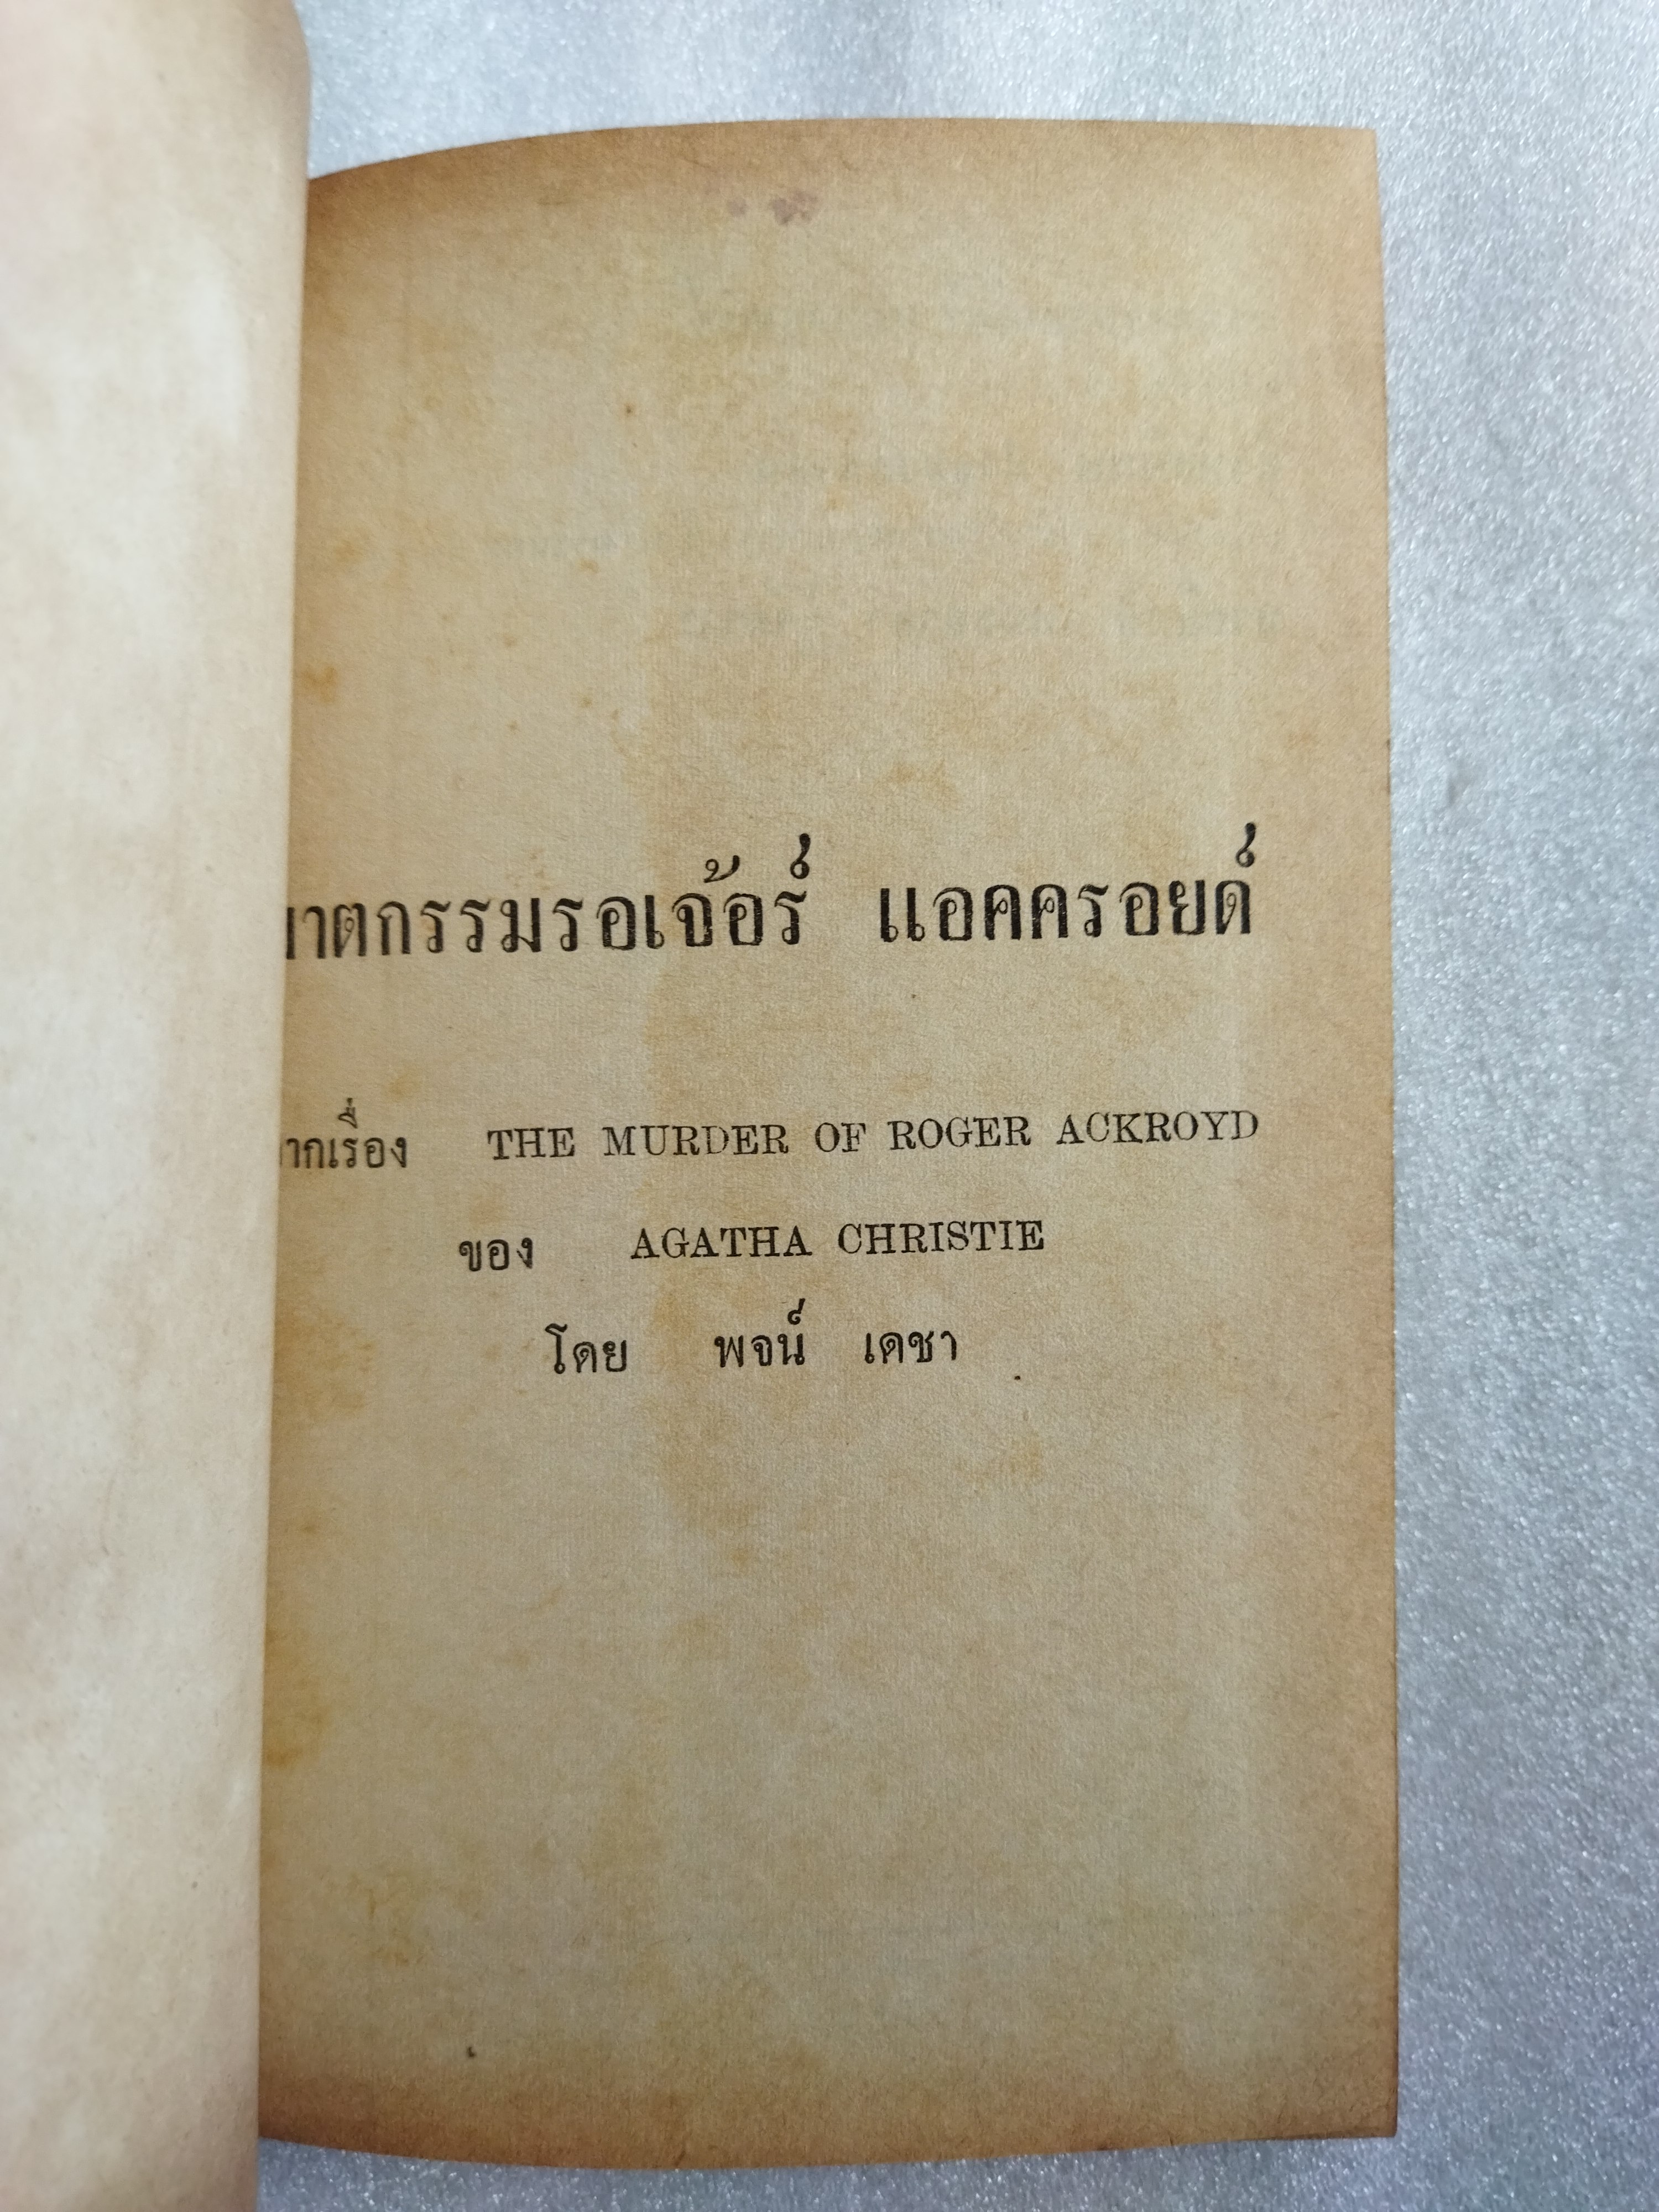 ฆาตกรรมรอเจ้อร์ แอคครอยด์
จากเรื่อง THE MURDER OF ROGER ACKROYD
ของ AGATHA CHRISTIE
โดย พจน์ เดชา